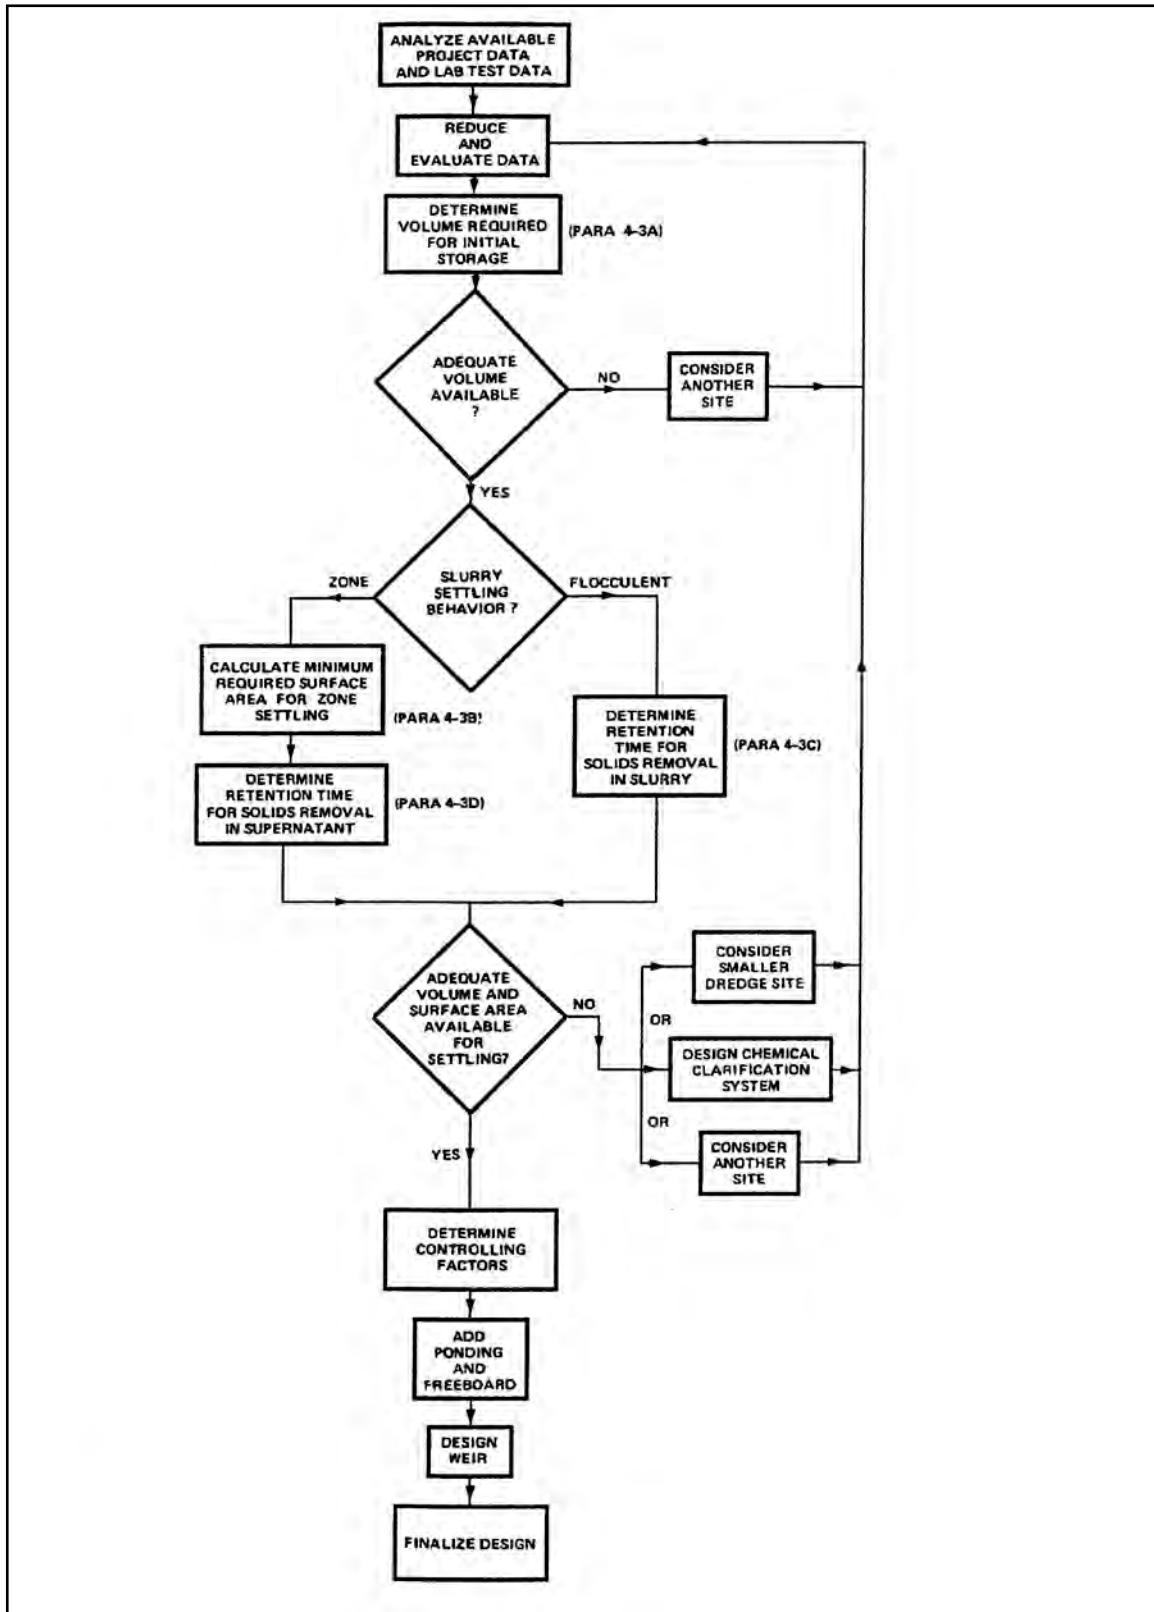 ANALYZE AVAILABLE
PROJECT DATA
AND LAB TEST DATA
REDUCE
AND
EVALUATE DATA
DETERMINE
VOLUME REQUIRED
FOR INITIAL
STORAGE
(PARA 4-3A)
ADEQUATE
VOLUME
AVAILABLE
?
NO
CONSIDER
ANOTHER
SITE
YES
SLURRY
SETTLING
BEHAVIOR ?
ZONE
FLOCCULENT
CALCULATE MINIMUM
REQUIRED SURFACE
AREA FOR ZONE
SETTLING
(PARA 4-3B)
DETERMINE
RETENTION TIME
FOR SOLIDS REMOVAL
IN SUPERNATANT
(PARA 4-3D)
DETERMINE
RETENTION
TIME FOR
SOLIDS REMOVAL
IN SLURRY
(PARA 4-3C)
ADEQUATE
VOLUME AND
SURFACE AREA
AVAILABLE
FOR
SETTLING?
NO
CONSIDER
SMALLER
DREDGE SITE
OR
DESIGN CHEMICAL
CLARIFICATION
SYSTEM
OR
CONSIDER
ANOTHER
SITE
YES
DETERMINE
CONTROLLING
FACTORS
ADD
PONDING
AND
FREEBOARD
DESIGN
WEIR
FINALIZE DESIGN